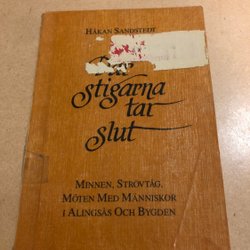 HÅKAN SANDSTEDT
stigarna
tar
slut
MINNEN, STRÖVTÅG,
MÖTEN MED MÄNNISKOR
I ALINGSÅS OCH BYGDEN